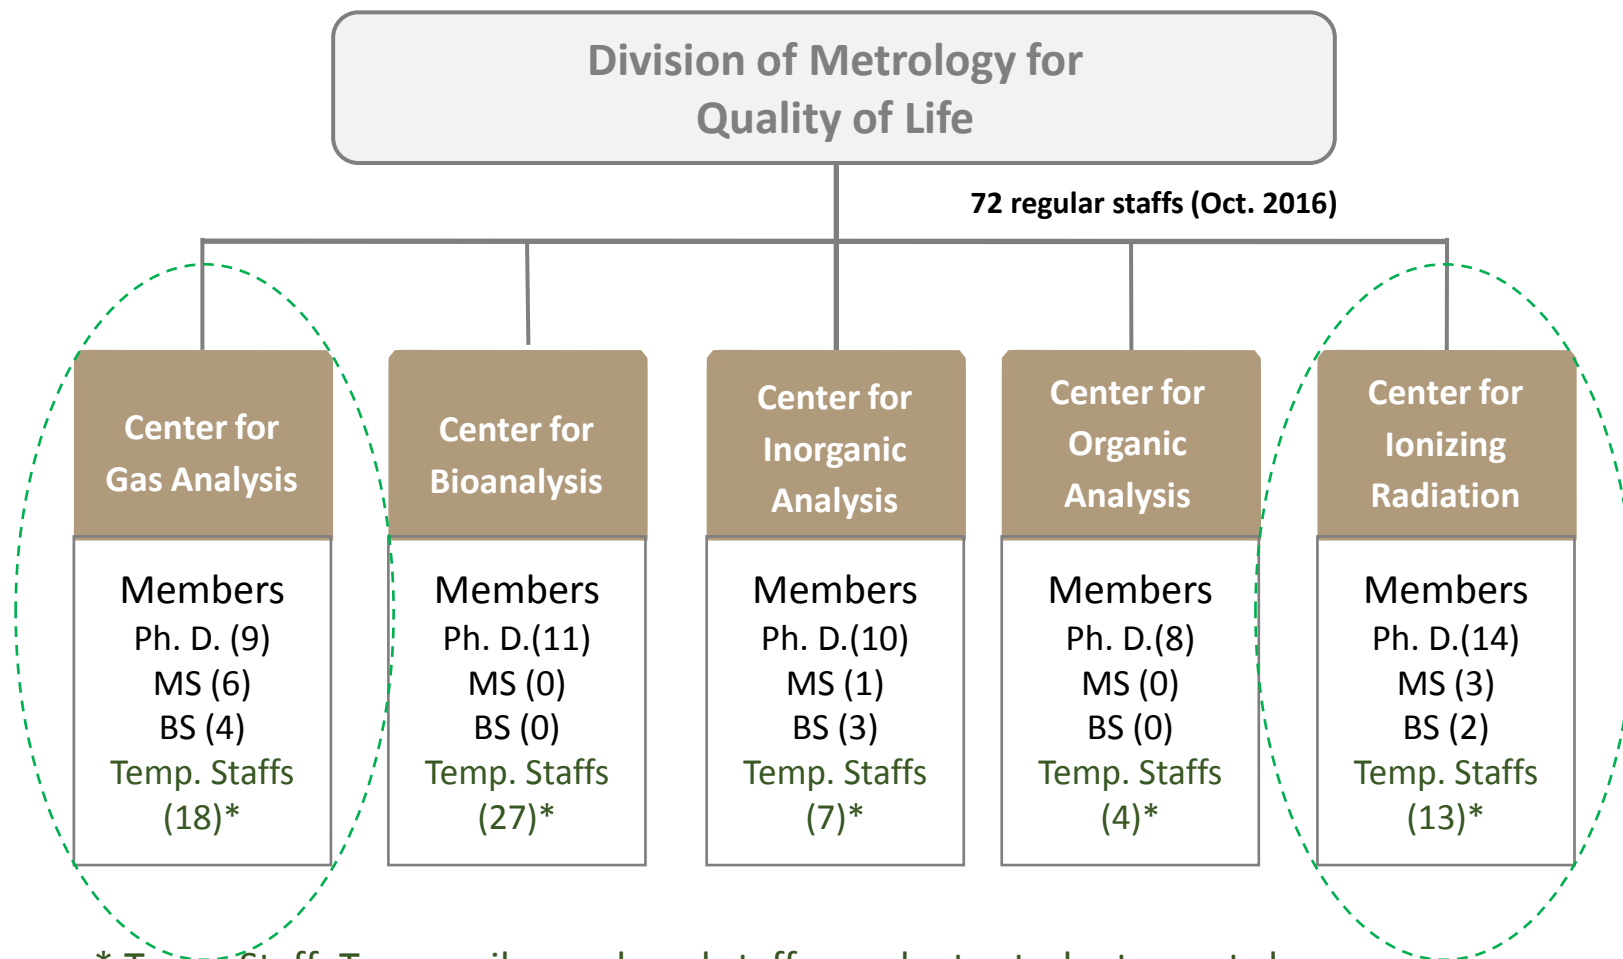 Division of Metrology for
Quality of Life
72 regular staffs (Oct. 2016)
Center for
Gas Analysis
Members
Ph. D. (9)
MS (6)
BS (4)
Temp. Staffs
(18)*
Center for
Bioanalysis
Members
Ph. D.(11)
MS (0)
BS (0)
Temp. Staffs
(27)*
Center for
Inorganic
Analysis
Members
Ph. D.(10)
MS (1)
BS (3)
Temp. Staffs
(7)*
Center for
Organic
Analysis
Members
Ph. D.(8)
MS (0)
BS (0)
Temp. Staffs
(4)*
Center for
Ionizing
Radiation
Members
Ph. D.(14)
MS (3)
BS (2)
Temp. Staffs
(13)*